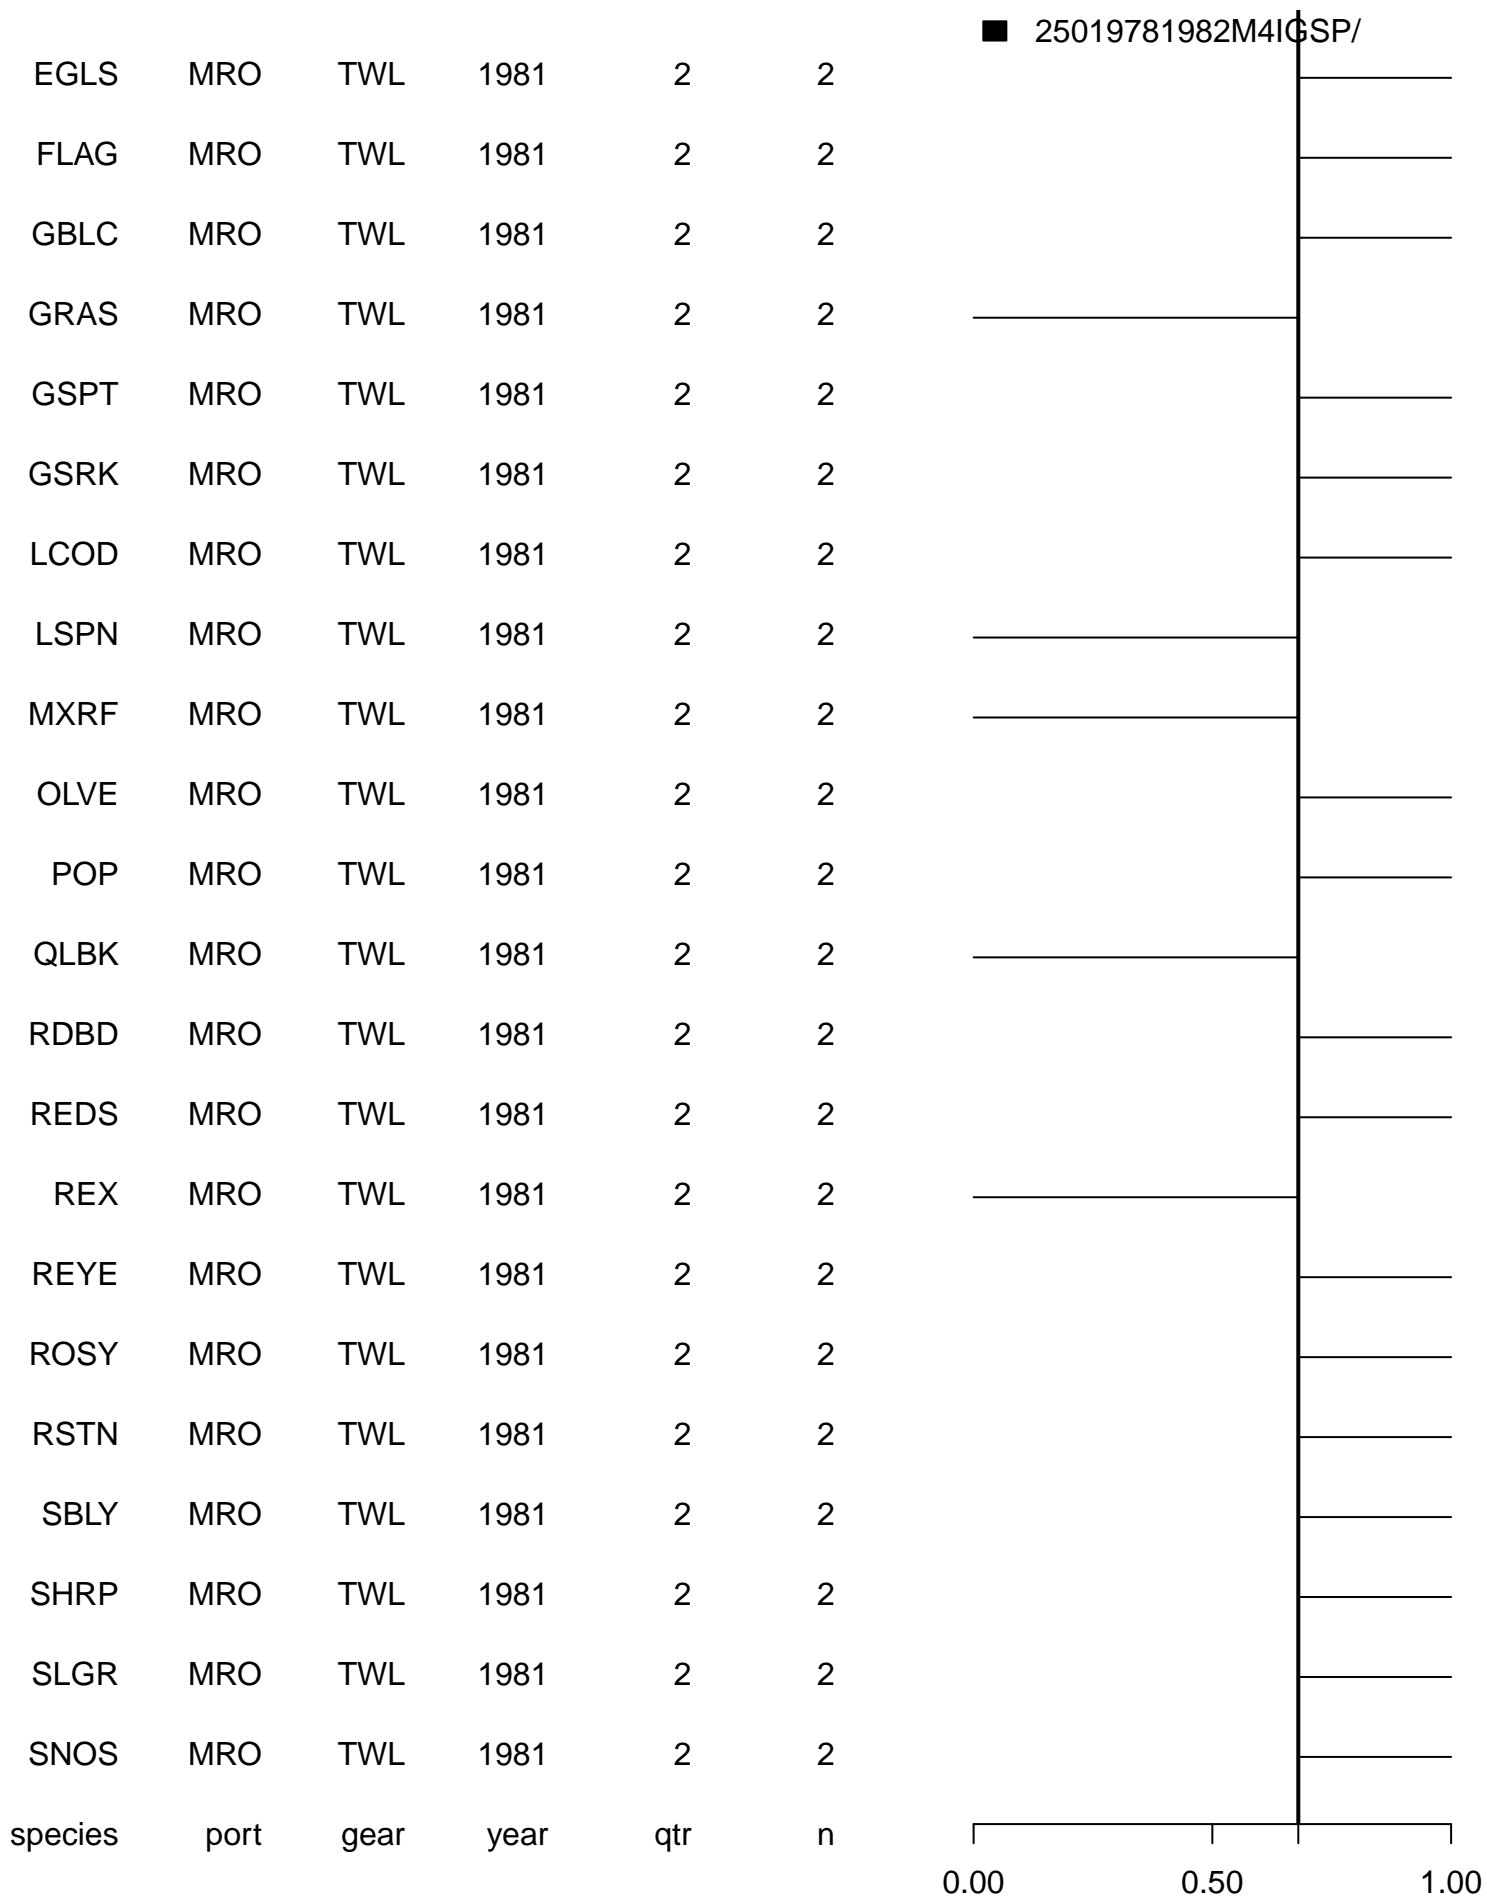 25019781982M4IGSP/
EGLS MRO TWL 1981 2 2
FLAG MRO TWL 1981 2 2
GBLC MRO TWL 1981 2 2
GRAS MRO TWL 1981 2 2
GSPT MRO TWL 1981 2 2
GSRK MRO TWL 1981 2 2
LCOD MRO TWL 1981 2 2
LSPN MRO TWL 1981 2 2
MXRF MRO TWL 1981 2 2
OLVE MRO TWL 1981 2 2
POP MRO TWL 1981 2 2
QLBK MRO TWL 1981 2 2
RDBD MRO TWL 1981 2 2
REDS MRO TWL 1981 2 2
REX MRO TWL 1981 2 2
REYE MRO TWL 1981 2 2
ROSY MRO TWL 1981 2 2
RSTN MRO TWL 1981 2 2
SBLY MRO TWL 1981 2 2
SHRP MRO TWL 1981 2 2
SLGR MRO TWL 1981 2 2
SNOS MRO TWL 1981 2 2
species port gear year qtr n
0.00 0.50 1.00